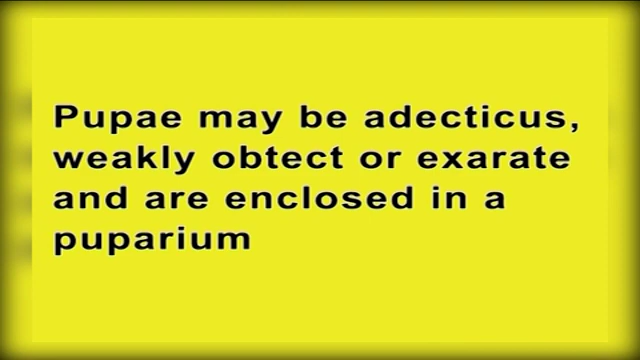 Pupae may be adecticus,
weakly obtect or exarate
and are enclosed in a
puparium